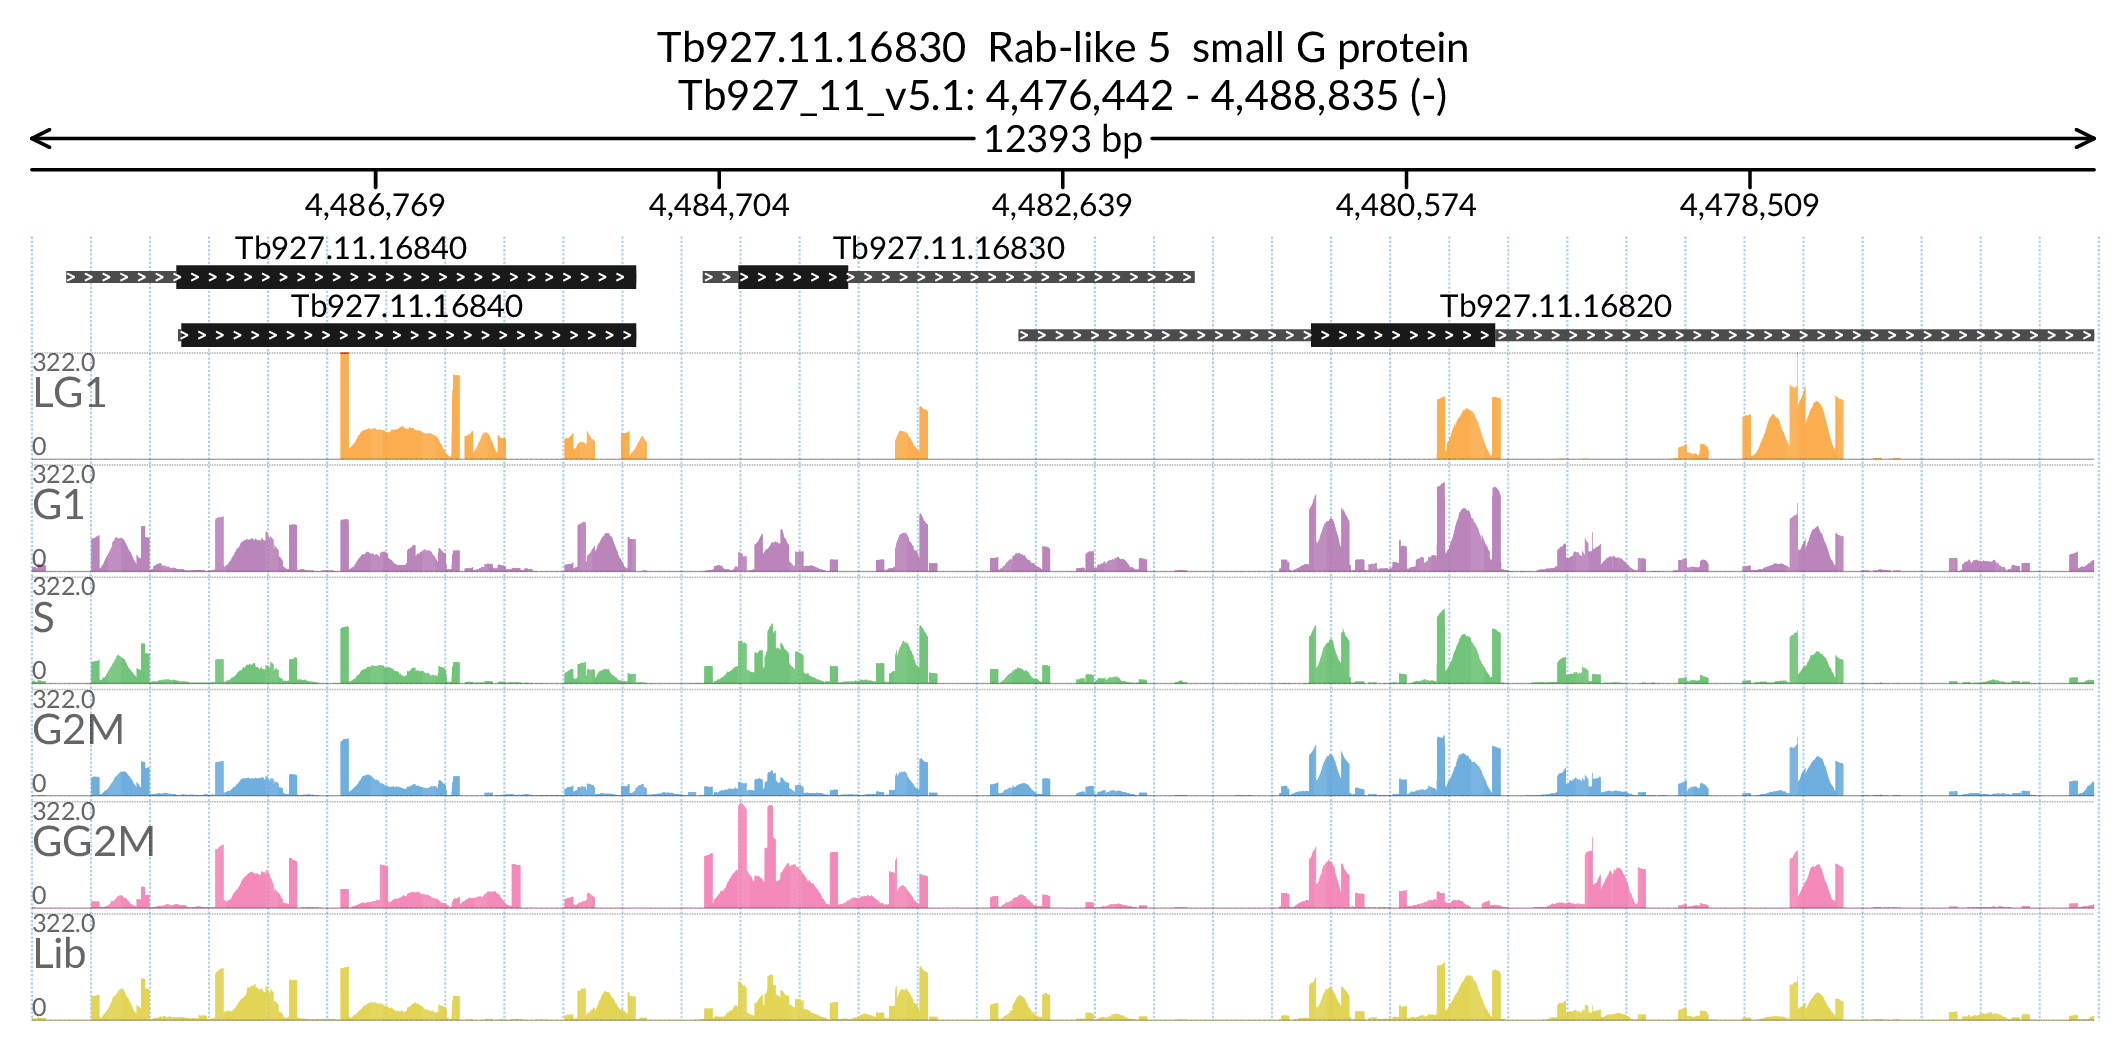 Tb927.11.16830  Rab-like 5  small G protein
Tb927_11_v5.1: 4,476,442 - 4,488,835 (-)
12393 bp
4,486,769 4,484,704 4,482,639 4,480,574 4,478,509
Tb927.11.16840 Tb927.11.16830
Tb927.11.16840 Tb927.11.16820
322.0
LG1
0
322.0
G1
0
322.0
S
0
322.0
G2M
0
322.0
GG2M
0
322.0
Lib
0